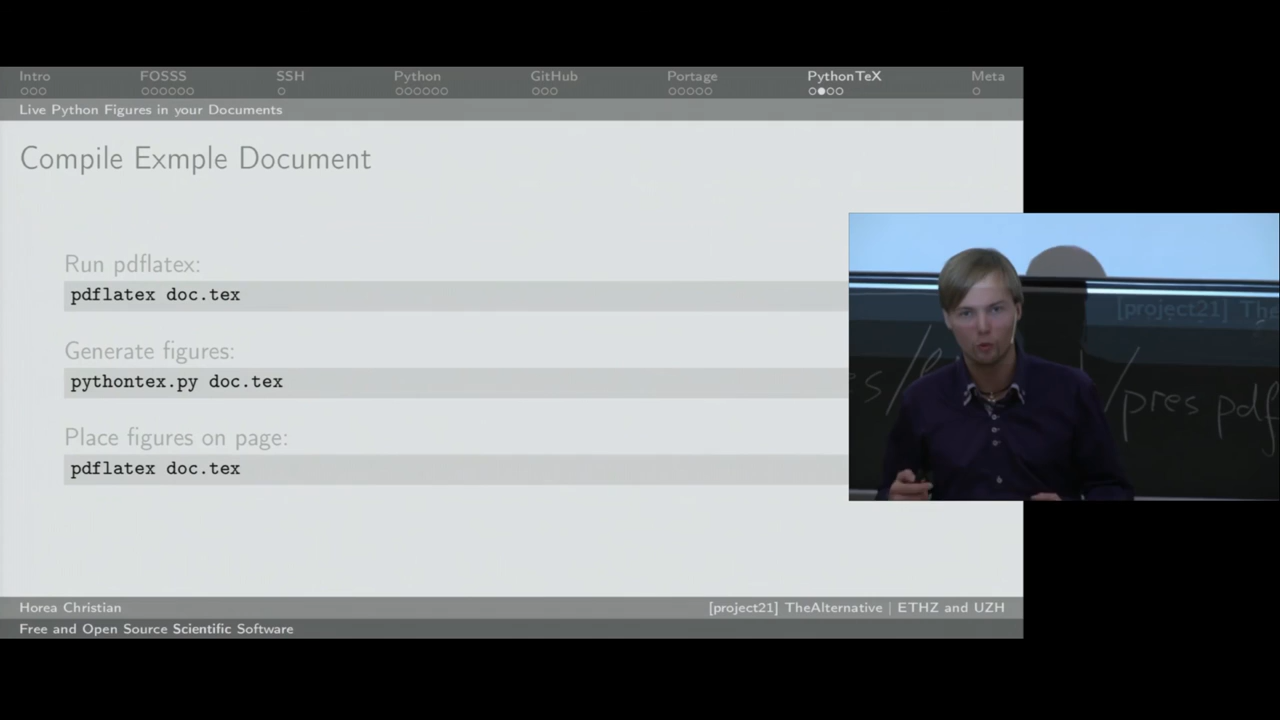 Intro FOSSS SSH Python GitHub Portage PythonTeX Meta
Live Python Figures in your Documents
Compile Exmple Document
Run pdflatex:
pdflatex doc.tex
Generate figures:
pythontex.py doc.tex
Place figures on page:
pdflatex doc.tex
[project21] The
/pres pdf
Horea Christian [project21] TheAlternative | ETHZ and UZH
Free and Open Source Scientific Software